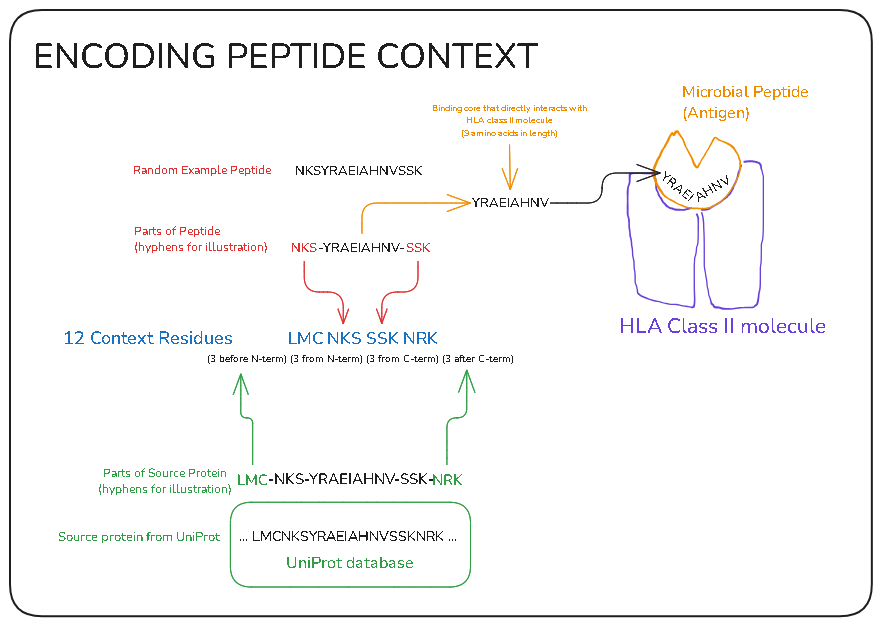 ENCODING PEPTIDE CONTEXT
Microbial Peptide
(Antigen)
Binding core that directly interacts with
HLA class II molecule
(9 amino acids in length)
Random Example Peptide
NKSYRAEIAHNVSSK
YRAEIAHNV
YRAEIAHNV
Parts of Peptide
(hyphens for illustration)
NKS-YRAEIAHNV-SSK
HLA Class II molecule
12 Context Residues
LMC NKS SSK NRK
(3 before N-term) (3 from N-term) (3 from C-term) (3 after C-term)
Parts of Source Protein
(hyphens for illustration)
LMC-NKS-YRAEIAHNV-SSK-NRK
Source protein from UniProt
... LMCNKSYRAEIAHNVSSKNRK ...
UniProt database